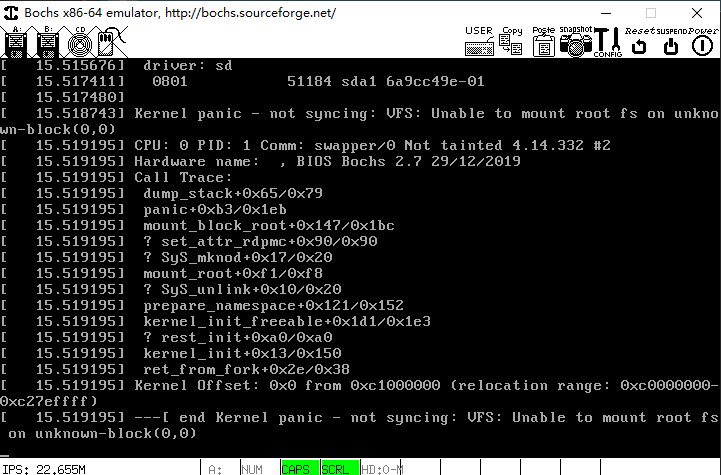 Bochs x86-64 emulator, http://bochs.sourceforge.net/
A: B: CD USER Copy Paste snapshot CONFIG Reset SUSPEND Power
[   15.515676]  driver: sd
[   15.517411]   0801           51184 sda1 6a9cc49e-01
[   15.517480]
[   15.518743] Kernel panic - not syncing: VFS: Unable to mount root fs on unkno
wn-block(0,0)
[   15.519195] CPU: 0 PID: 1 Comm: swapper/0 Not tainted 4.14.332 #2
[   15.519195] Hardware name:  , BIOS Bochs 2.7 29/12/2019
[   15.519195] Call Trace:
[   15.519195]  dump_stack+0x65/0x79
[   15.519195]  panic+0xb3/0x1eb
[   15.519195]  mount_block_root+0x147/0x1bc
[   15.519195]  ? set_attr_rdpmc+0x90/0x90
[   15.519195]  ? SyS_mknod+0x17/0x20
[   15.519195]  mount_root+0xf1/0xf8
[   15.519195]  ? SyS_unlink+0x10/0x20
[   15.519195]  prepare_namespace+0x121/0x152
[   15.519195]  kernel_init_freeable+0x1d1/0x1e3
[   15.519195]  ? rest_init+0xa0/0xa0
[   15.519195]  kernel_init+0x13/0x150
[   15.519195]  ret_from_fork+0x2e/0x38
[   15.519195] Kernel Offset: 0x0 from 0xc1000000 (relocation range: 0xc0000000-
0xc27effff)
[   15.519195] ---[ end Kernel panic - not syncing: VFS: Unable to mount root fs
 on unknown-block(0,0)
IPS: 22.655M A: NUM CAPS SCRL HD:0-M